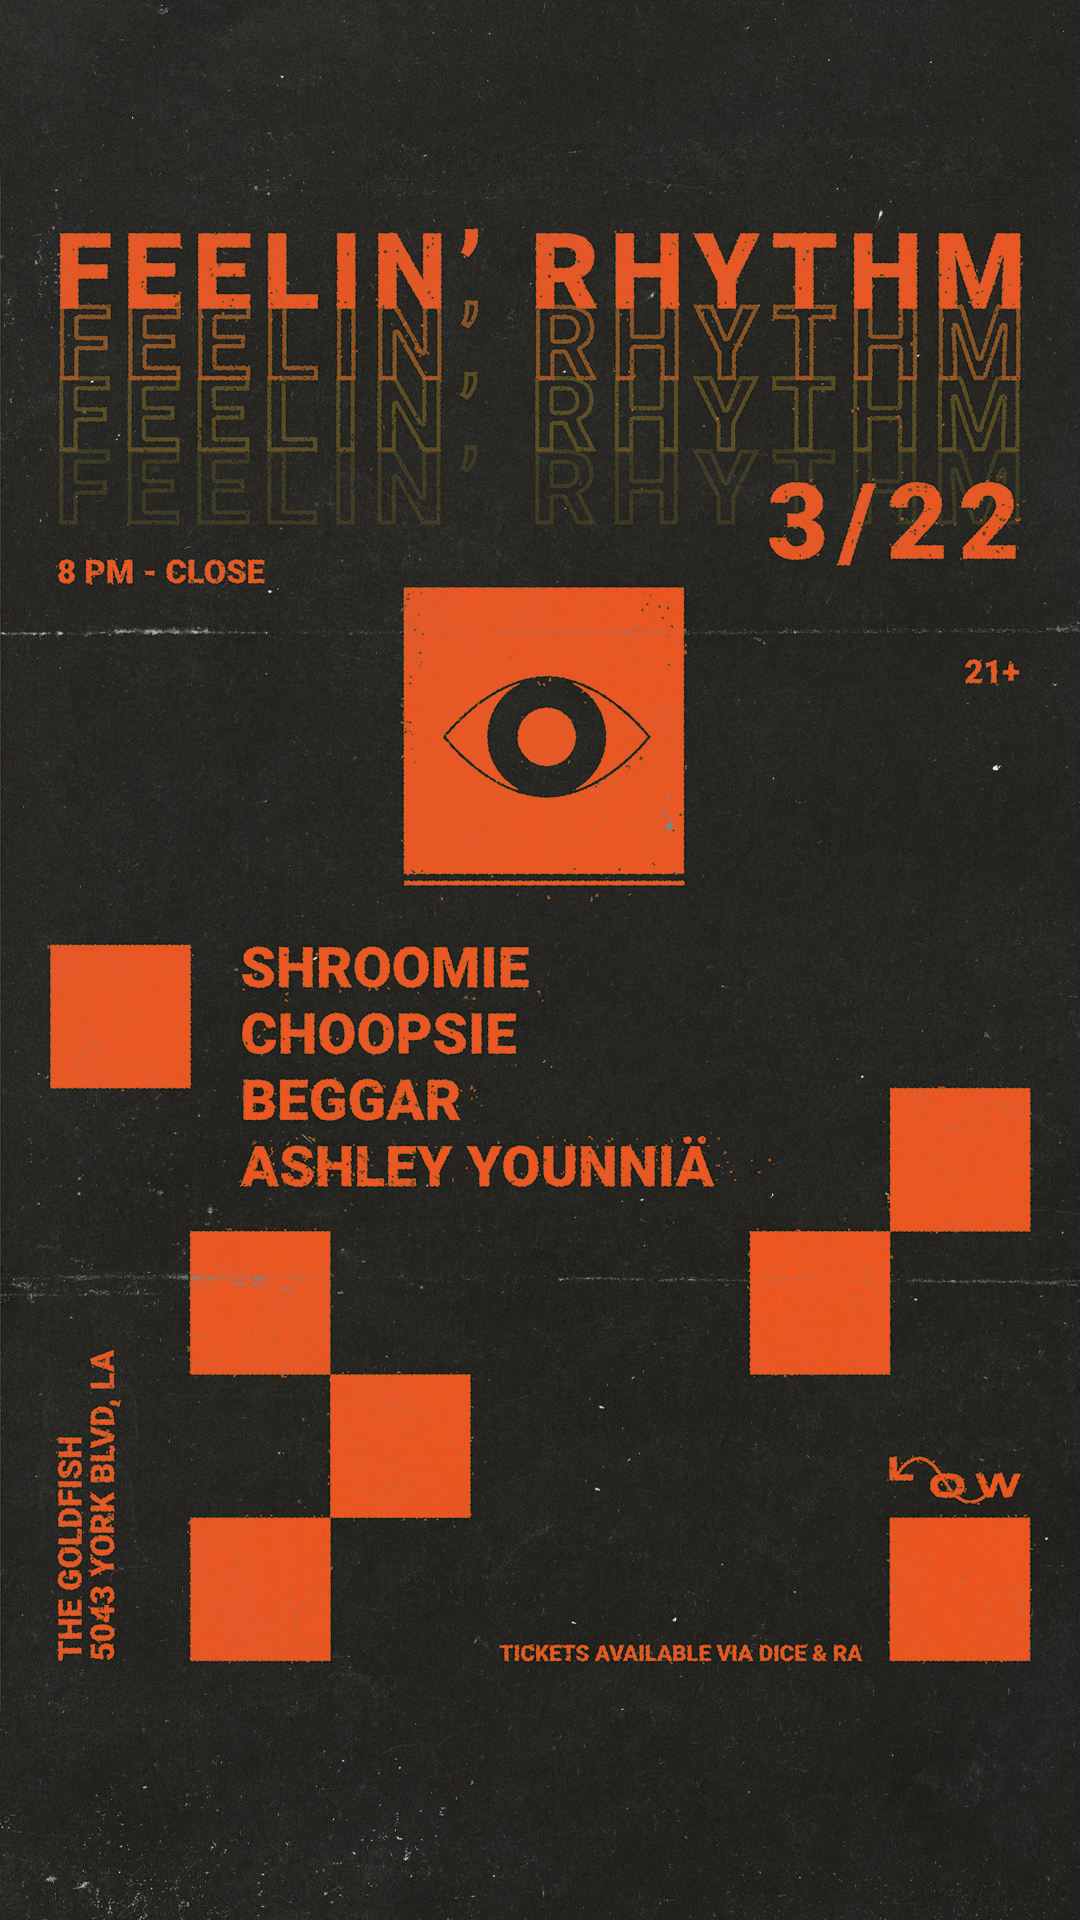 FEELIN' RHYTHM
FEELIN' RHYTHM
FEELIN' RHYTHM
FEELIN' RHYTHM
3/22
8 PM - CLOSE
21+
SHROOMIE
CHOOPSIE
BEGGAR
ASHLEY YOUNNIÄ
THE GOLDFISH
5043 YORK BLVD, LA
LOW
TICKETS AVAILABLE VIA DICE & RA